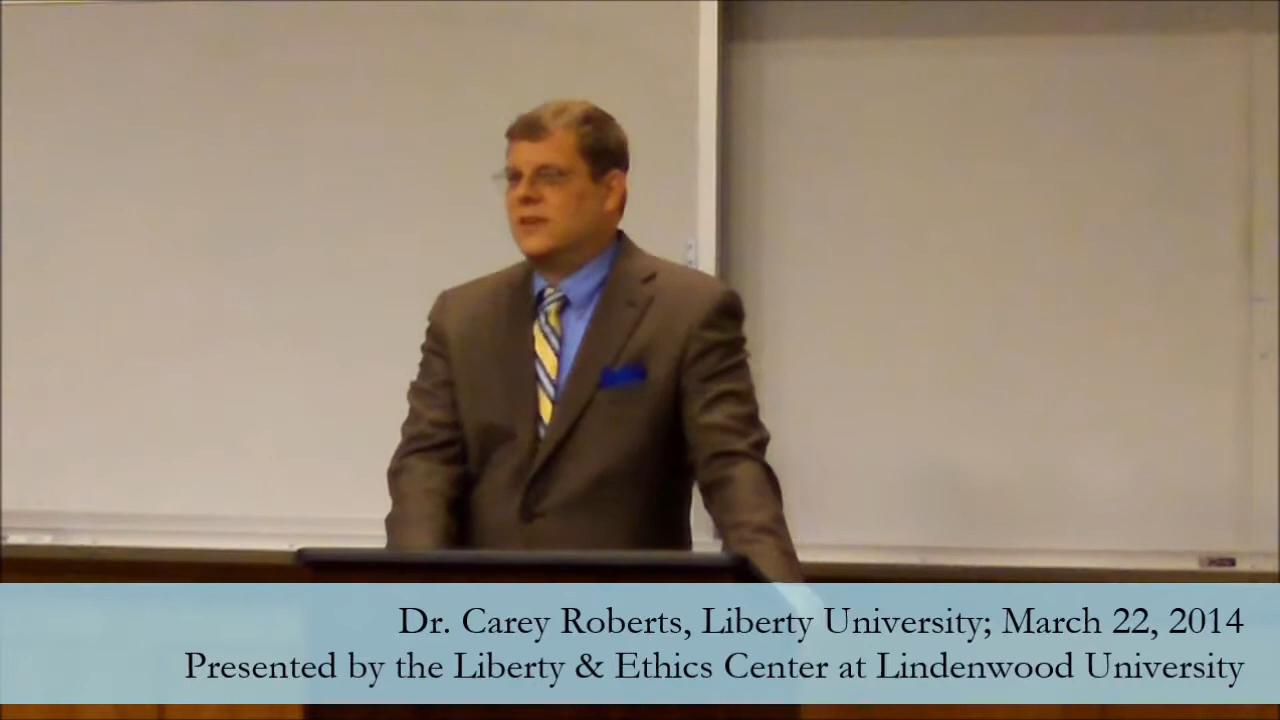 Dr. Carey Roberts, Liberty University; March 22, 2014
Presented by the Liberty & Ethics Center at Lindenwood University